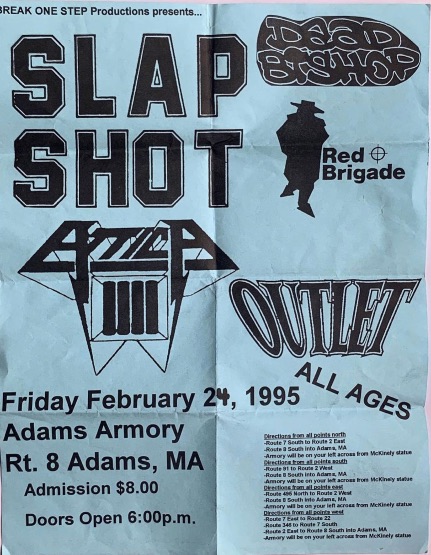 BREAK ONE STEP Productions presents...
SLAP
SHOT
DEAD
BISHOP
Red
Brigade
ATTICA
OUTLET
ALL AGES
Friday February 24, 1995
Adams Armory
Rt. 8 Adams, MA
Admission $8.00
Doors Open 6:00p.m.
Directions from all points north
-Route 7 South to Route 2 East
-Route 8 South into Adams, MA
-Armory will be on your left across from McKinely statue
Directions from all points south
-Route 91 to Route 2 West
-Route 8 South into Adams, MA
-Armory will be on your left across from McKinely statue
Directions from all points east
-Route 495 North to Route 2 West
-Route 8 South into Adams, MA
-Armory will be on your left across from McKinely statue
Directions from all points west
-Route 7 East to Route 22
-Route 346 to Route 7 South
-Route 2 East to Route 8 South into Adams, MA
-Armory will be on your left across from McKinely statue